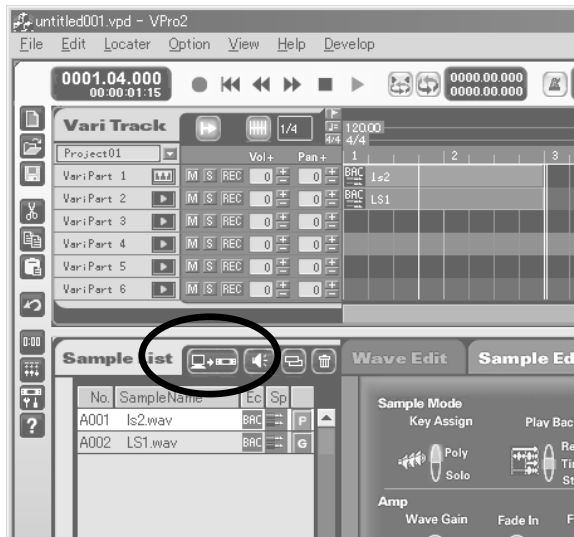 untitled001.vpd - VPro2
File Edit Locater Option View Help Develop
0001.04.000
00:00:01:15
0000.00.000
0000.00.000
Vari Track 1/4
♩= 120.00
4/4 4/4
Project01 Vol+ Pan+ 1 2 3
VariPart 1 M S REC 0 0 BAC ls2
VariPart 2 M S REC 0 0 BAC LS1
VariPart 3 M S REC 0 0
VariPart 4 M S REC 0 0
VariPart 5 M S REC 0 0
VariPart 6 M S REC 0 0
0:00
Sample List Wave Edit Sample Ed
No. SampleName Ec Sp
A001 ls2.wav BAC P
A002 LS1.wav BAC G
Sample Mode
Key Assign Play Bac
Poly
Solo
Re
Ti
St
Amp
Wave Gain Fade In F